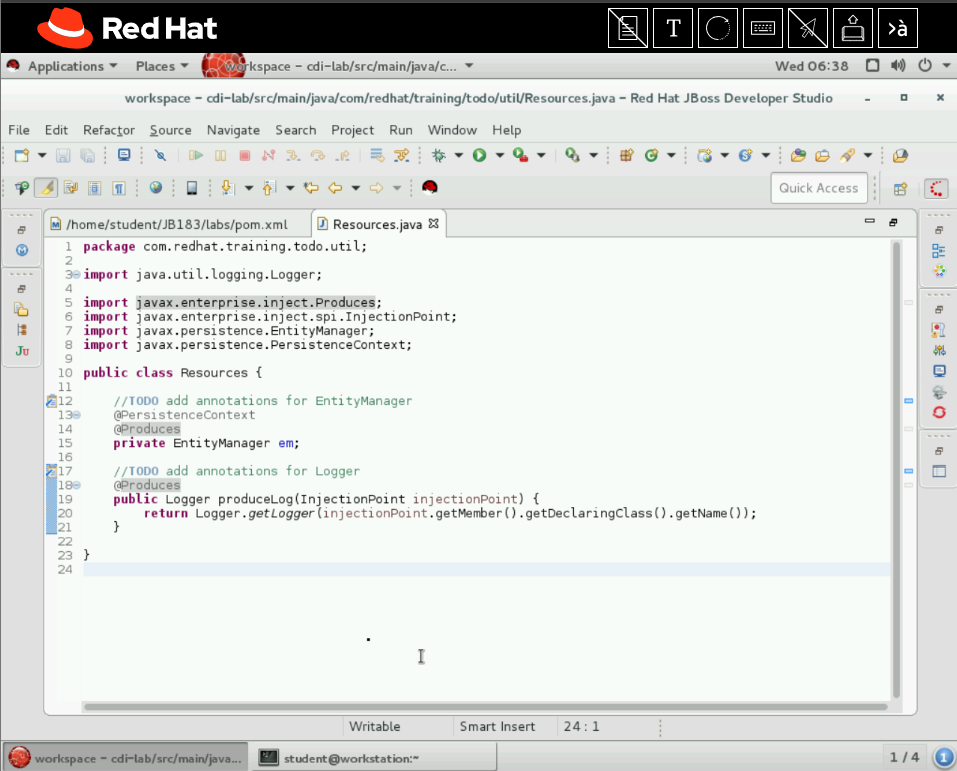 Red Hat
T
›à
Applications
Places
workspace – cdi-lab/src/main/java/c...
Wed 06:38
workspace – cdi-lab/src/main/java/com/redhat/training/todo/util/Resources.java – Red Hat JBoss Developer Studio
File Edit Refactor Source Navigate Search Project Run Window Help
Quick Access
/home/student/JB183/labs/pom.xml
Resources.java
1 package com.redhat.training.todo.util;
2
3 import java.util.logging.Logger;
4
5 import javax.enterprise.inject.Produces;
6 import javax.enterprise.inject.spi.InjectionPoint;
7 import javax.persistence.EntityManager;
8 import javax.persistence.PersistenceContext;
9
10 public class Resources {
11
12 //TODO add annotations for EntityManager
13 @PersistenceContext
14 @Produces
15 private EntityManager em;
16
17 //TODO add annotations for Logger
18 @Produces
19 public Logger produceLog(InjectionPoint injectionPoint) {
20 return Logger.getLogger(injectionPoint.getMember().getDeclaringClass().getName());
21 }
22
23 }
24
Ju
Writable
Smart Insert
24 : 1
workspace – cdi-lab/src/main/java...
student@workstation:~
1 / 4
1